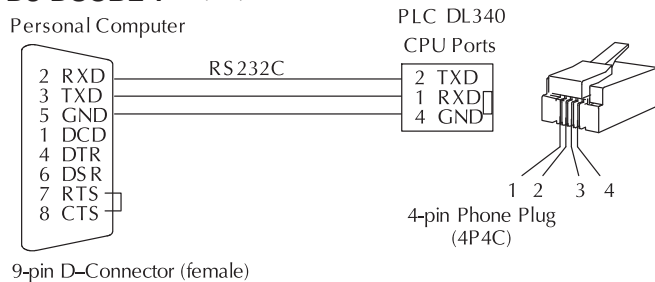 Personal Computer
PLC DL340
CPU Ports
RS232C
2 RXD
3 TXD
5 GND
1 DCD
4 DTR
6 DSR
7 RTS
8 CTS
2 TXD
1 RXD
4 GND
1 2 3 4
4-pin Phone Plug
(4P4C)
9-pin D–Connector (female)